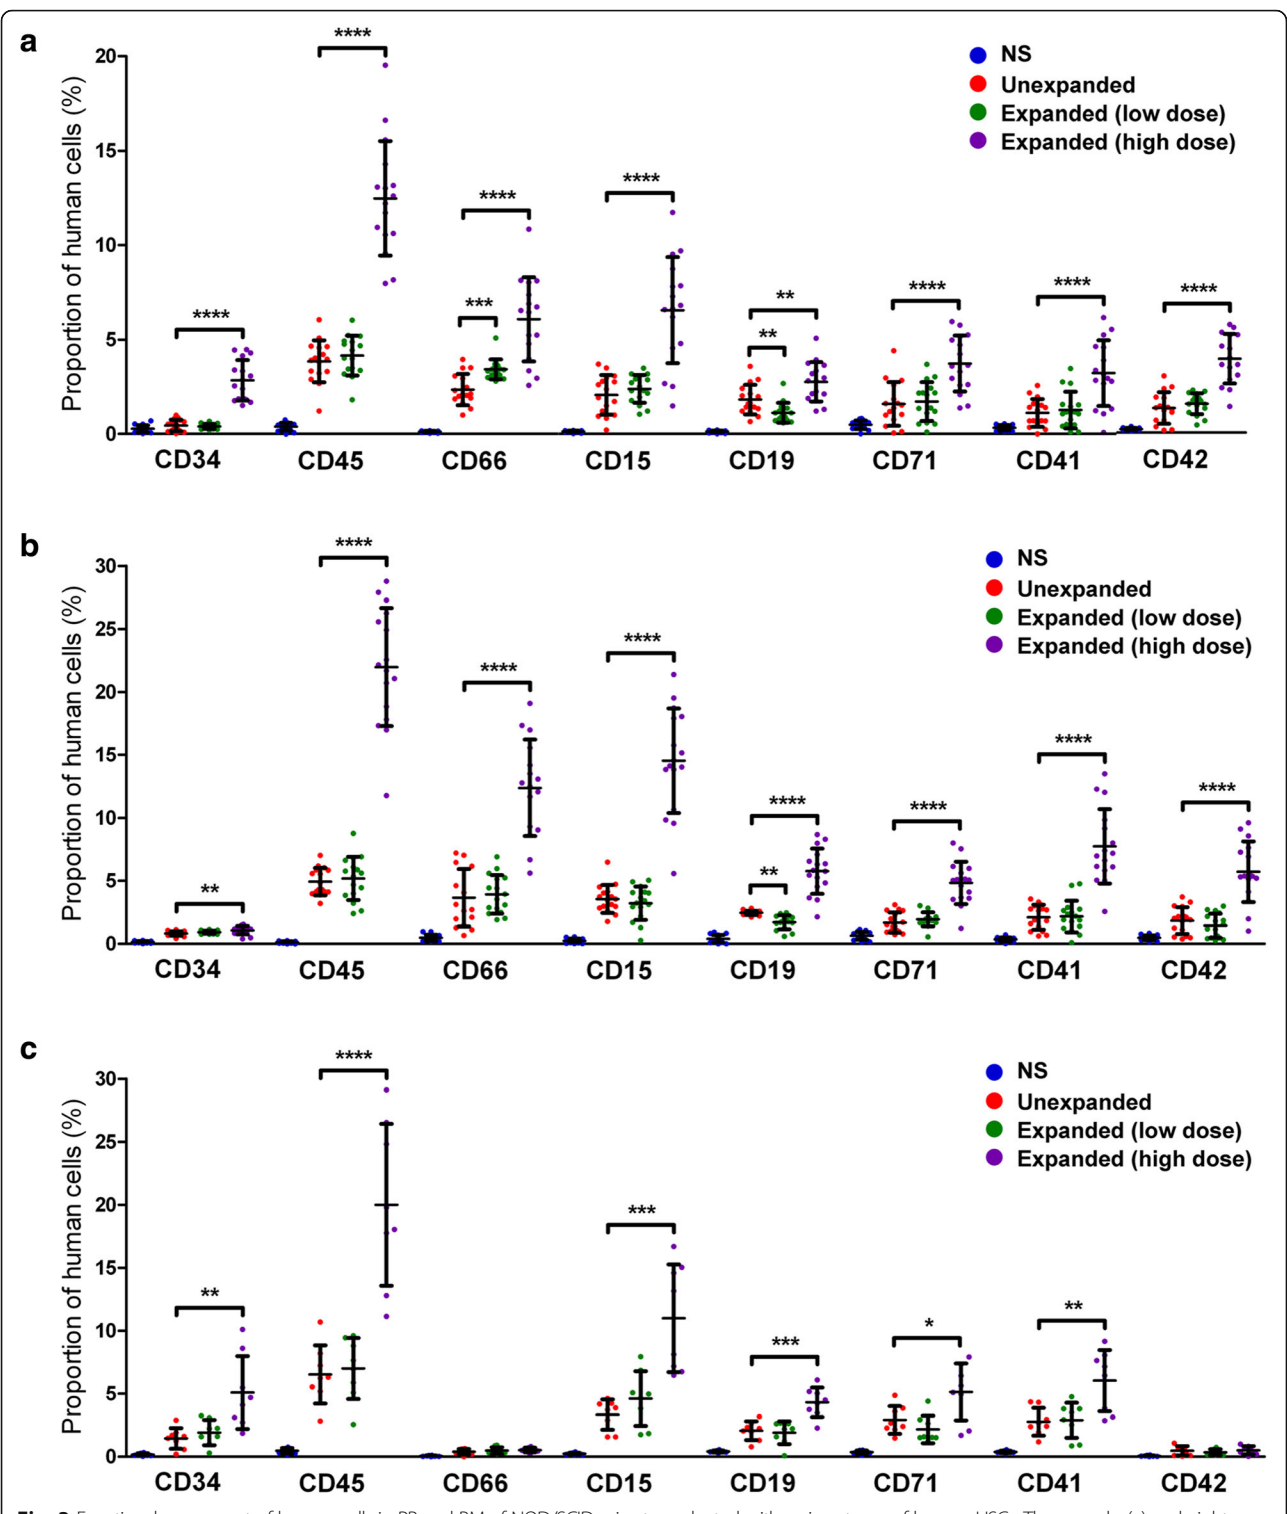 a
****
20
15
10
5
0
Proportion of human cells (%)
NS
Unexpanded
Expanded (low dose)
Expanded (high dose)
****
****
***
****
**
**
****
****
****
CD34 CD45 CD66 CD15 CD19 CD71 CD41 CD42
b
****
30
25
20
15
10
5
0
Proportion of human cells (%)
NS
Unexpanded
Expanded (low dose)
Expanded (high dose)
**
****
****
****
**
****
****
****
CD34 CD45 CD66 CD15 CD19 CD71 CD41 CD42
c
****
30
25
20
15
10
5
0
Proportion of human cells (%)
NS
Unexpanded
Expanded (low dose)
Expanded (high dose)
**
***
***
*
**
CD34 CD45 CD66 CD15 CD19 CD71 CD41 CD42